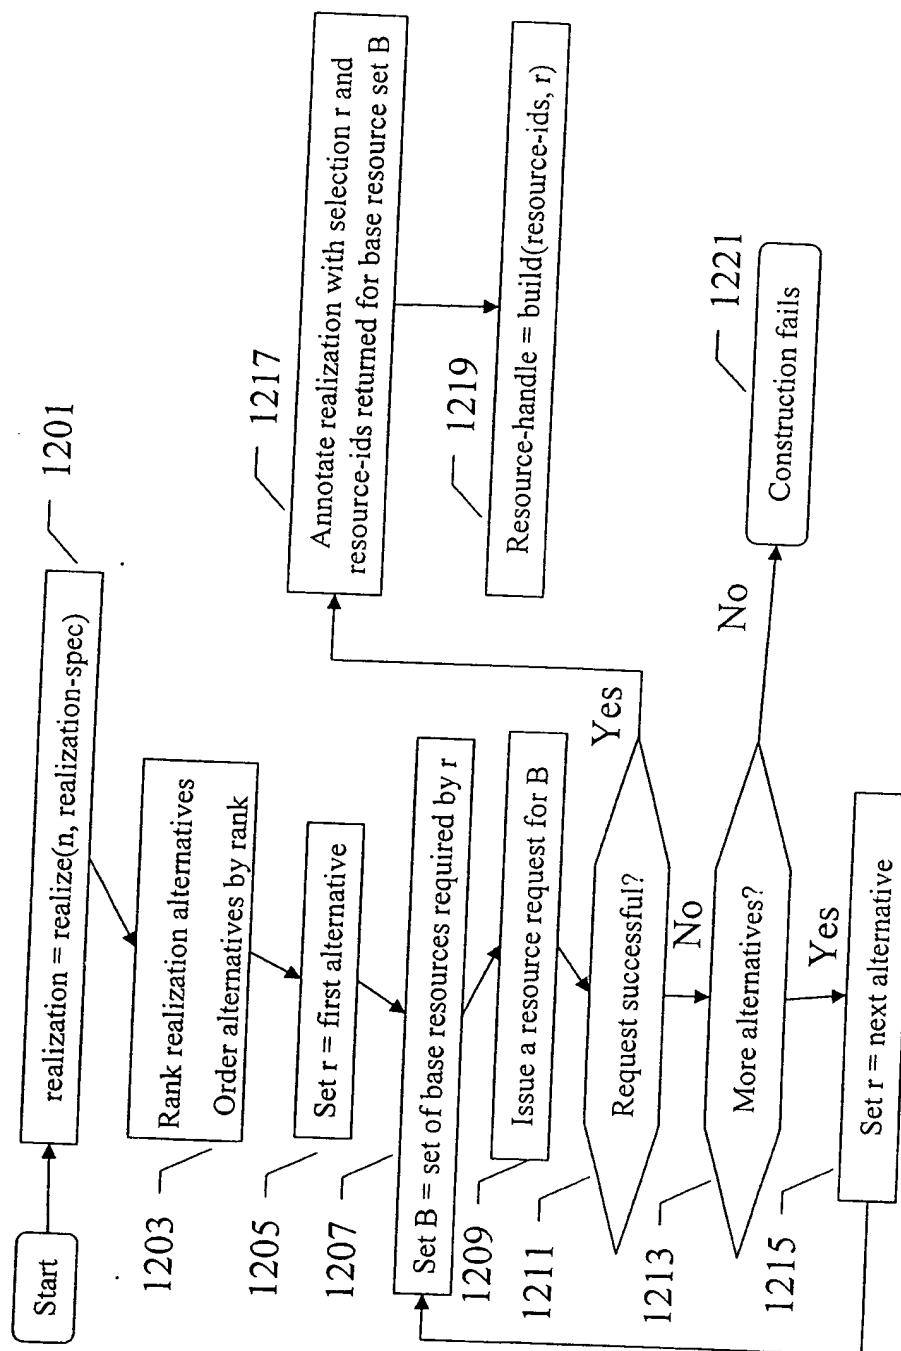 Start
realization = realize(n, realization-spec)
1201
Rank realization alternatives
Order alternatives by rank
1203
Set r = first alternative
1205
Set B = set of base resources required by r
1207
Issue a resource request for B
1209
Request successful?
1211
Yes
No
More alternatives?
1213
No
Yes
Set r = next alternative
1215
Annotate realization with selection r and
resource-ids returned for base resource set B
1217
Resource-handle = build(resource-ids, r)
1219
Construction fails
1221